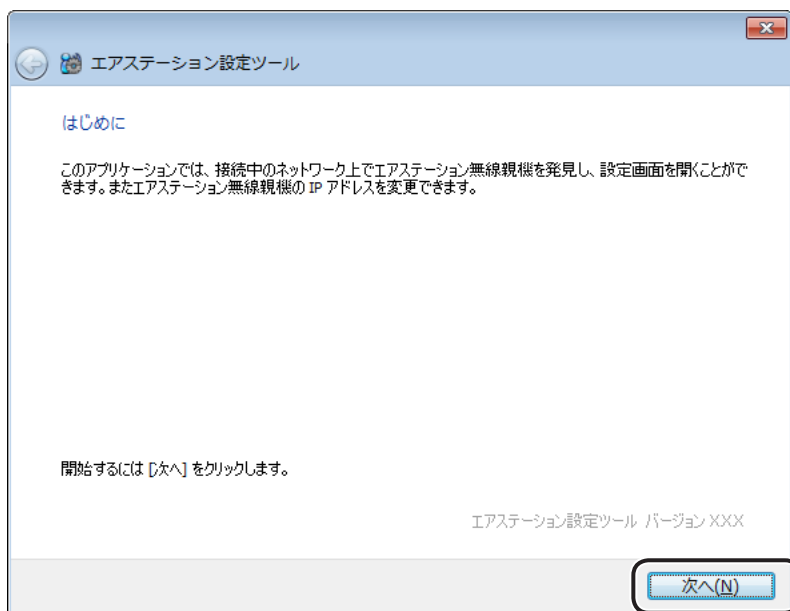 エアステーション設定ツール
はじめに
このアプリケーションでは、接続中のネットワーク上でエアステーション無線親機を発見し、設定画面を開くことがで
きます。またエアステーション無線親機の IP アドレスを変更できます。
開始するには [次へ] をクリックします。
エアステーション設定ツール バージョン XXX
次へ(N)